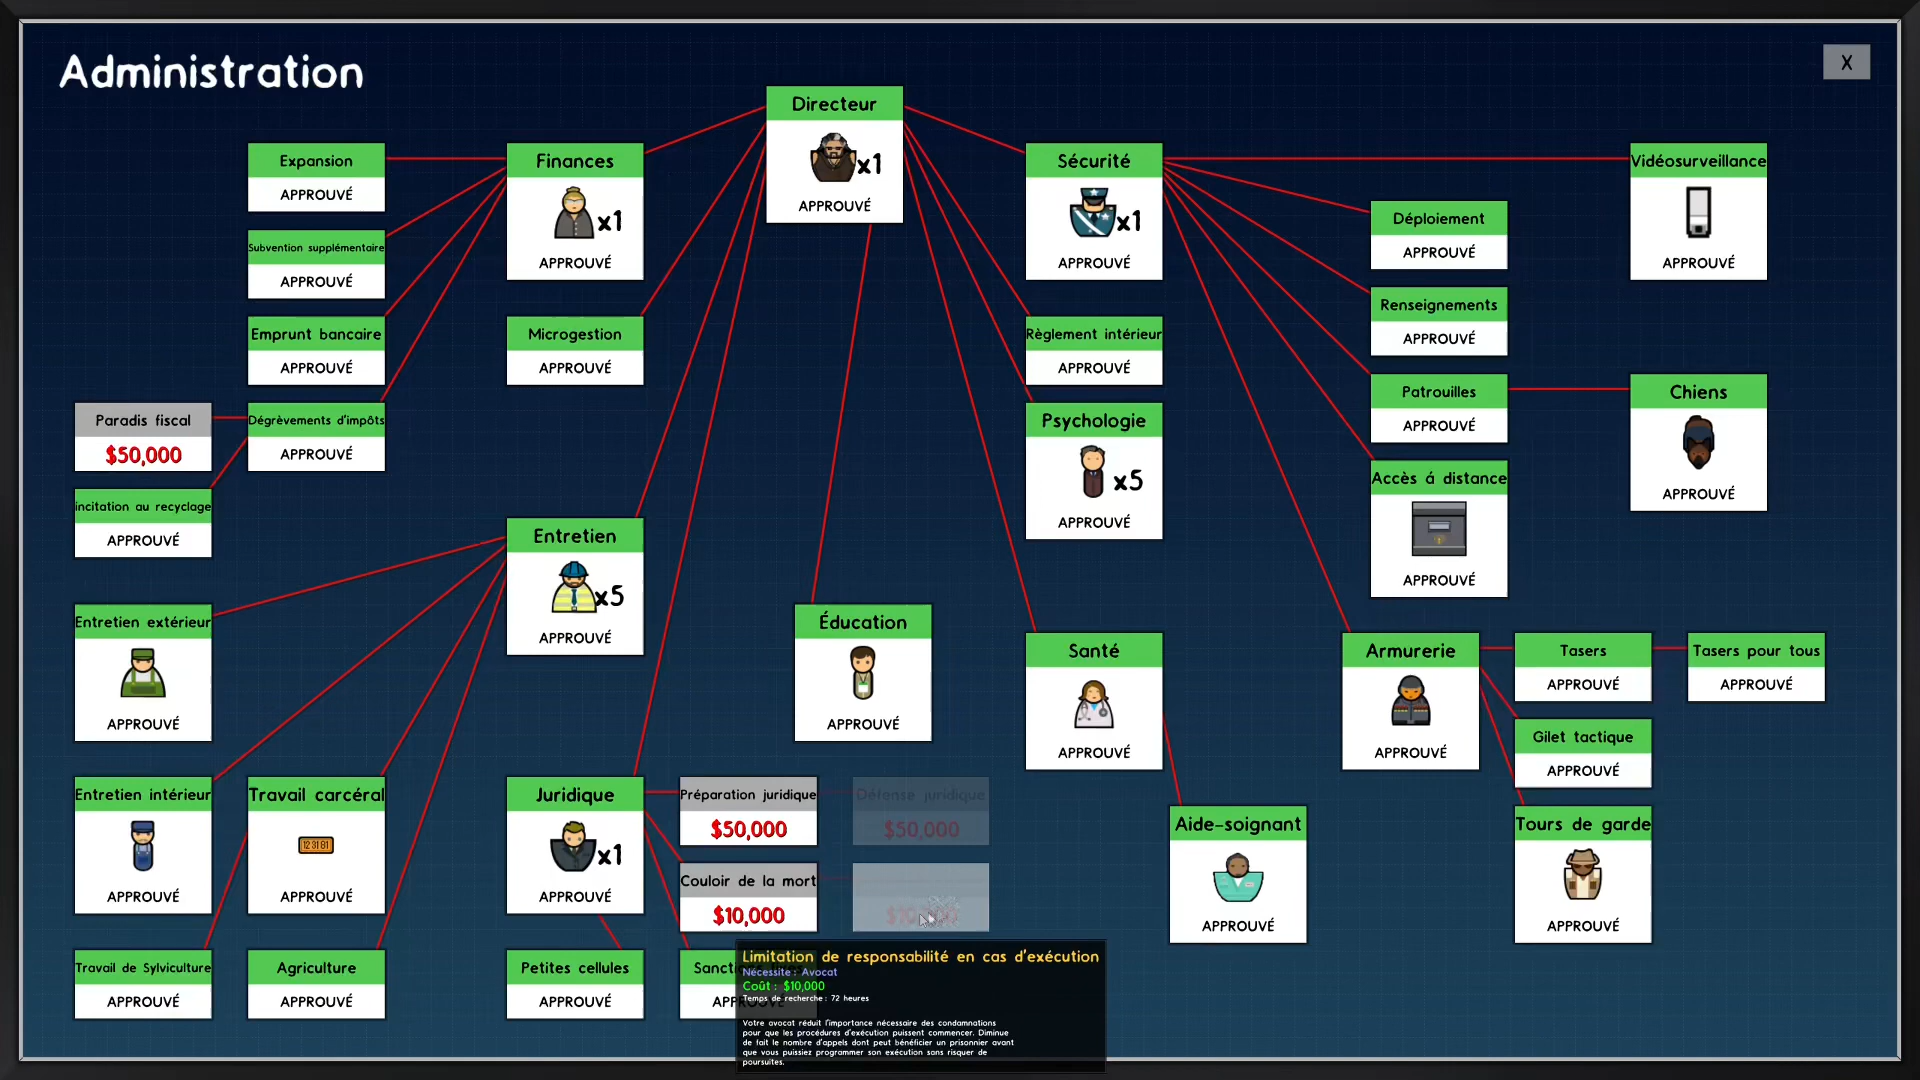 Administration
X
Directeur
x1
APPROUVÉ
Expansion
APPROUVÉ
Finances
x1
APPROUVÉ
Sécurité
x1
APPROUVÉ
Vidéosurveillance
APPROUVÉ
Subvention supplémentaire
APPROUVÉ
Déploiement
APPROUVÉ
Emprunt bancaire
APPROUVÉ
Microgestion
APPROUVÉ
Règlement intérieur
APPROUVÉ
Renseignements
APPROUVÉ
Paradis fiscal
$50,000
Dégrèvements d'impôts
APPROUVÉ
Psychologie
x5
APPROUVÉ
Patrouilles
APPROUVÉ
Chiens
APPROUVÉ
incitation au recyclage
APPROUVÉ
Accès á distance
APPROUVÉ
Entretien
x5
APPROUVÉ
Entretien extérieur
APPROUVÉ
Éducation
APPROUVÉ
Santé
APPROUVÉ
Armurerie
APPROUVÉ
Tasers
APPROUVÉ
Tasers pour tous
APPROUVÉ
Gilet tactique
APPROUVÉ
Entretien intérieur
APPROUVÉ
Travail carcéral
12 31 81
APPROUVÉ
Juridique
x1
APPROUVÉ
Préparation juridique
$50,000
Défense juridique
$50,000
Couloir de la mort
$10,000
$10,000
Aide-soignant
APPROUVÉ
Tours de garde
APPROUVÉ
Travail de Sylviculture
APPROUVÉ
Agriculture
APPROUVÉ
Petites cellules
APPROUVÉ
Limitation de responsabilité en cas d'exécution
Nécessite : Avocat
Coût : $10,000
Temps de recherche : 72 heures
Votre avocat réduit l'importance nécessaire des condamnations
pour que les procédures d'exécution puissent commencer. Diminue
de fait le nombre d'appels dont peut bénéficier un prisonnier avant
que vous puissiez programmer son exécution sans risquer de
poursuites.